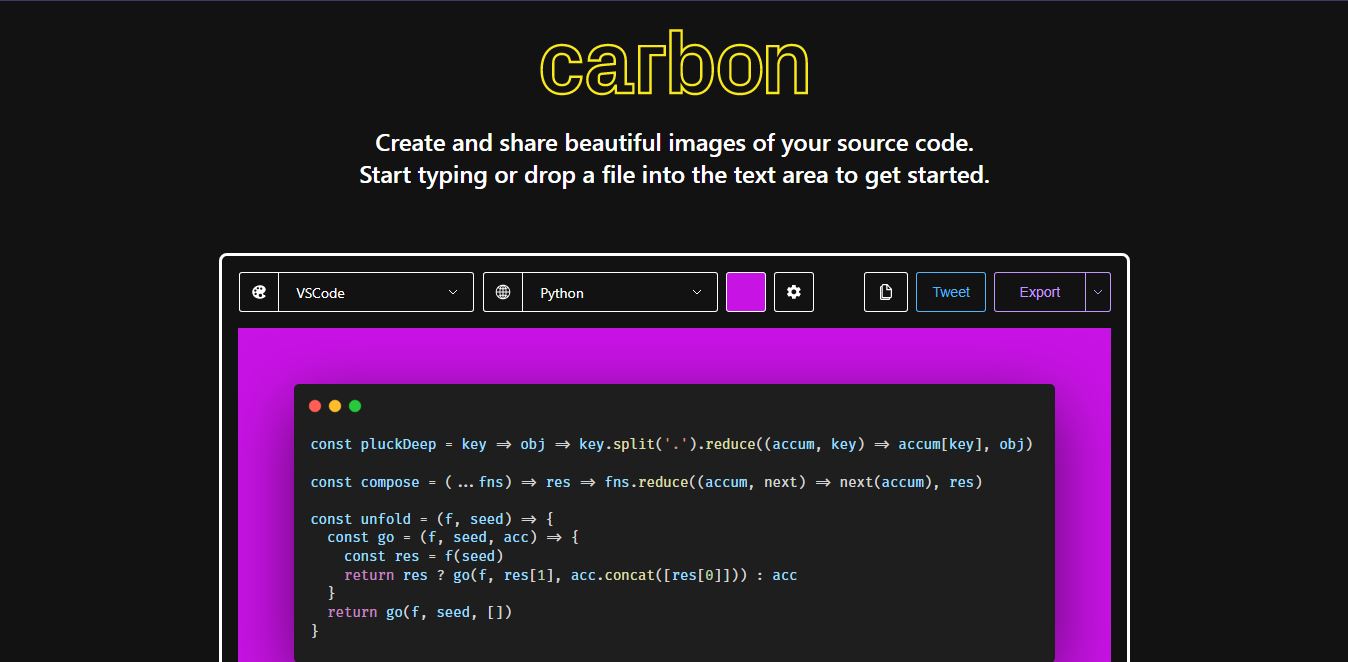 carbon
Create and share beautiful images of your source code.
Start typing or drop a file into the text area to get started.
VSCode
Python
Tweet
Export
const pluckDeep = key => obj => key.split('.').reduce((accum, key) => accum[key], obj)
const compose = (...fns) => res => fns.reduce((accum, next) => next(accum), res)
const unfold = (f, seed) => {
  const go = (f, seed, acc) => {
    const res = f(seed)
    return res ? go(f, res[1], acc.concat([res[0]])) : acc
  }
  return go(f, seed, [])
}